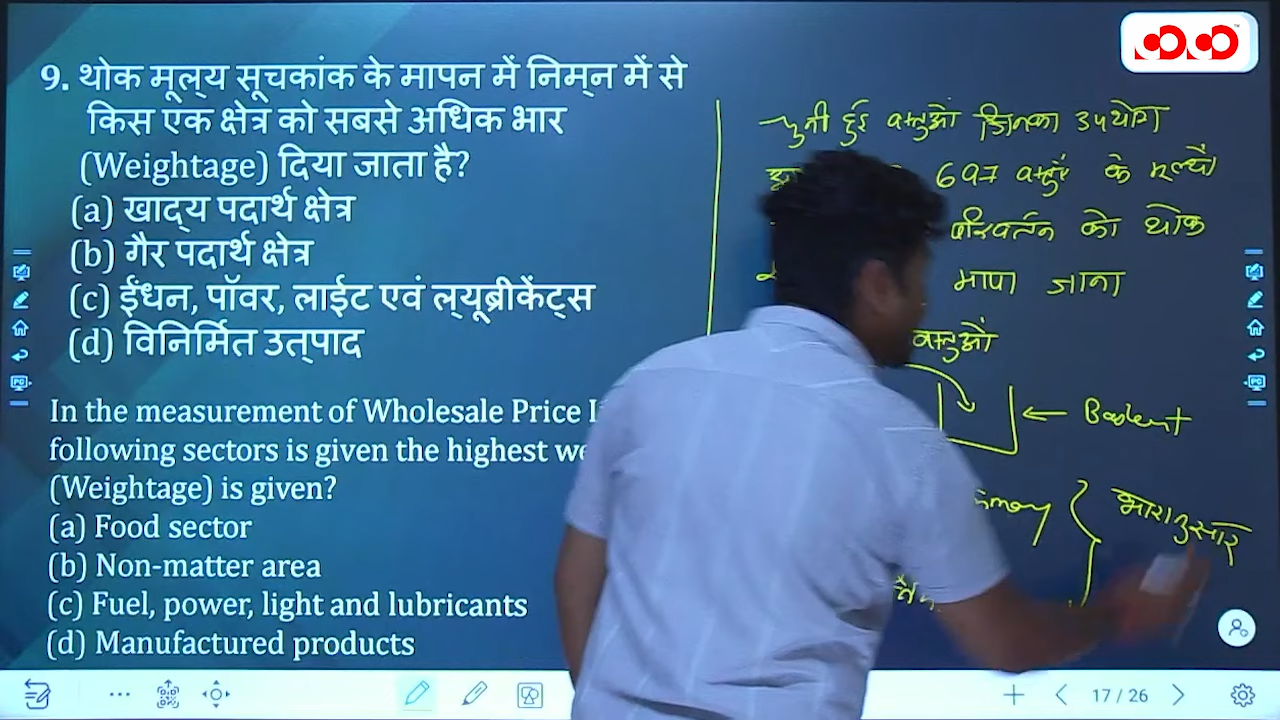 9. थोक मूल्य सूचकांक के मापन में निम्न में से
किस एक क्षेत्र को सबसे अधिक भार
(Weightage) दिया जाता है?
(a) खाद्य पदार्थ क्षेत्र
(b) गैर पदार्थ क्षेत्र
(c) ईंधन, पॉवर, लाईट एवं ल्यूब्रीकेंट्स
(d) विनिर्मित उत्पाद
In the measurement of Wholesale Price
following sectors is given the highest
(Weightage) is given?
(a) Food sector
(b) Non-matter area
(c) Fuel, power, light and lubricants
(d) Manufactured products
चुनी हुई वस्तुओं जिनका उपयोग
697 वस्तुएं के मूल्यों
परिवर्तन को थोक
मापा जाना
वस्तुओं
भारानुसार
17 / 26